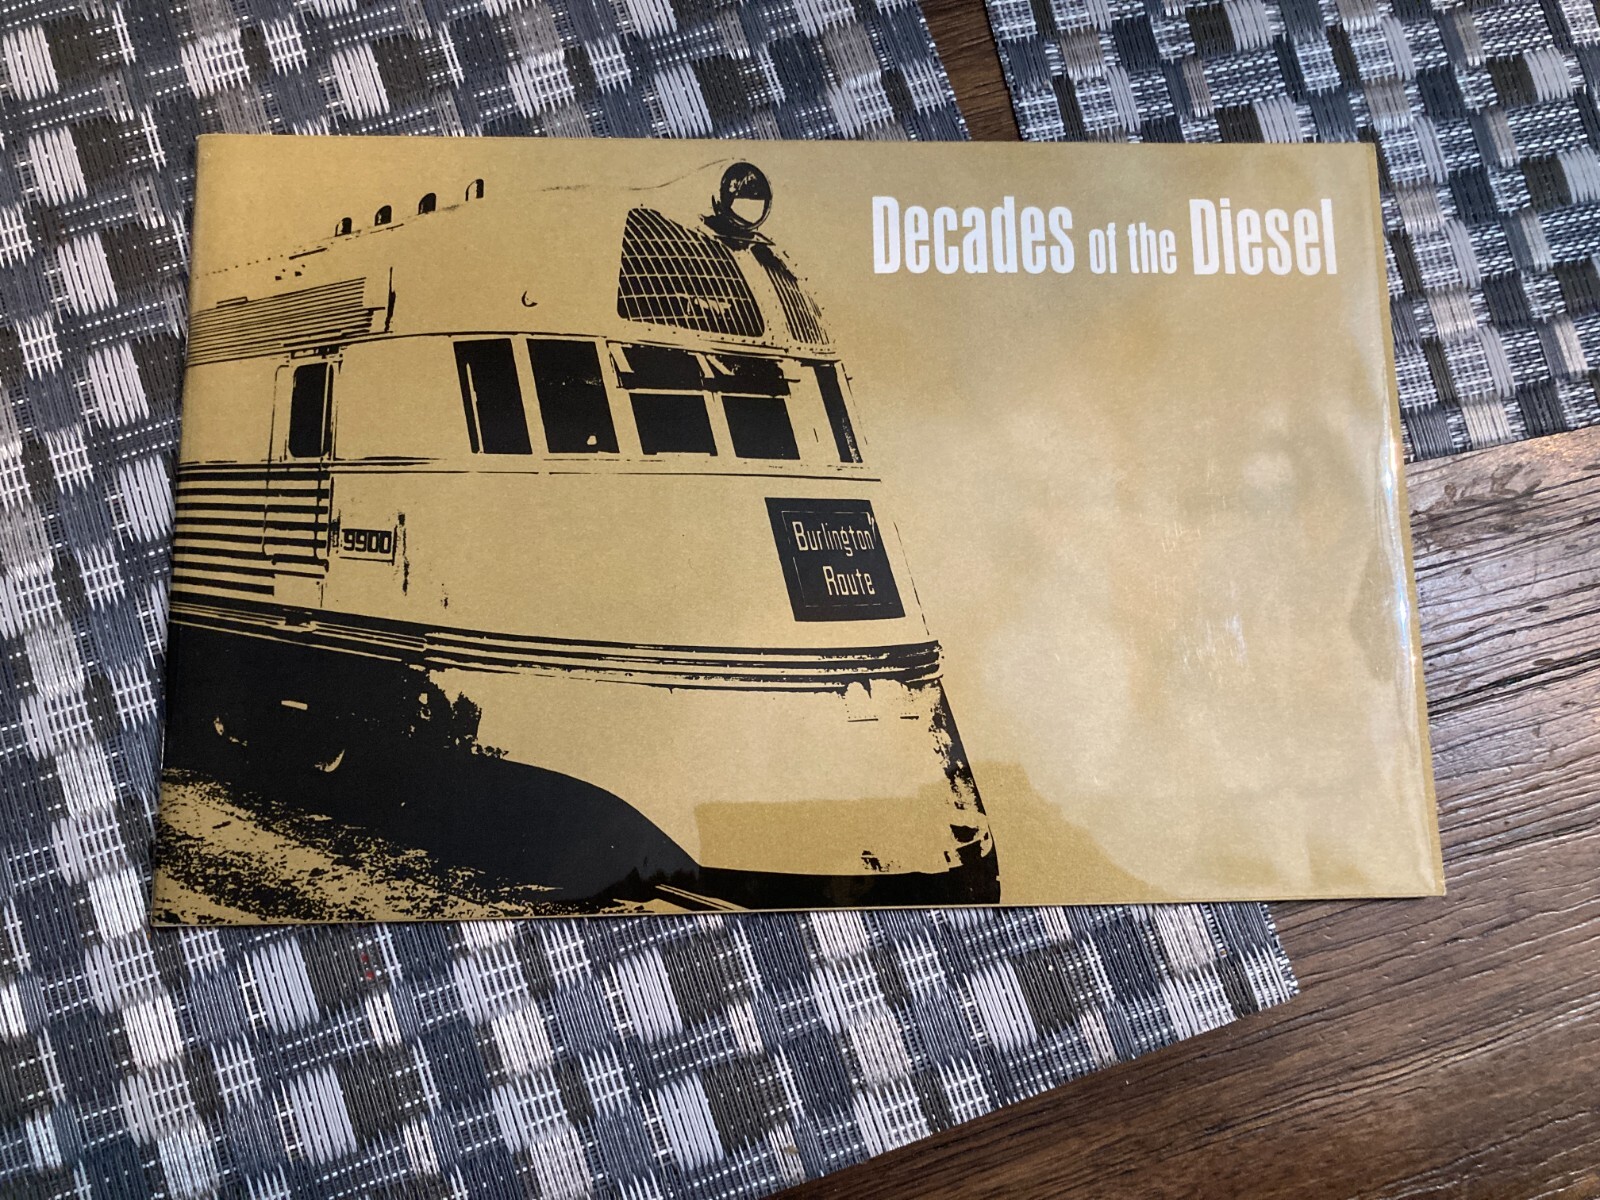 Decades of the Diesel
Burlington
Route
9900